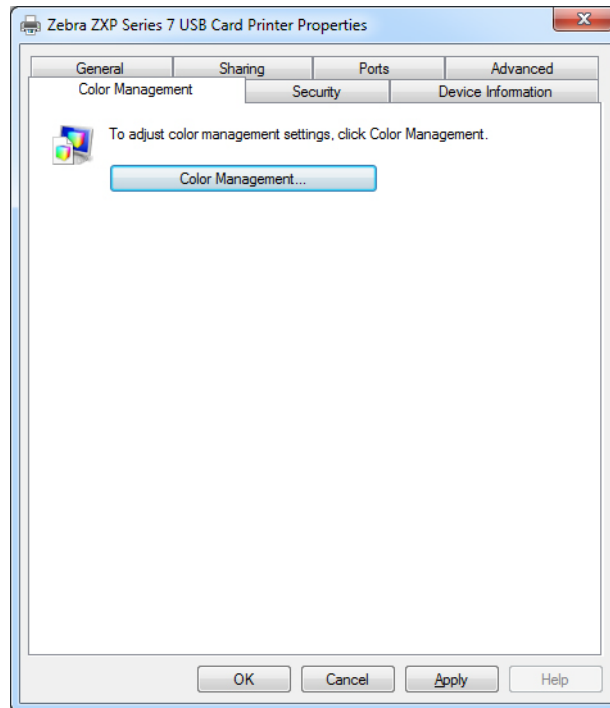 Zebra ZXP Series 7 USB Card Printer Properties
General Sharing Ports Advanced
Color Management Security Device Information
To adjust color management settings, click Color Management.
Color Management...
OK Cancel Apply Help